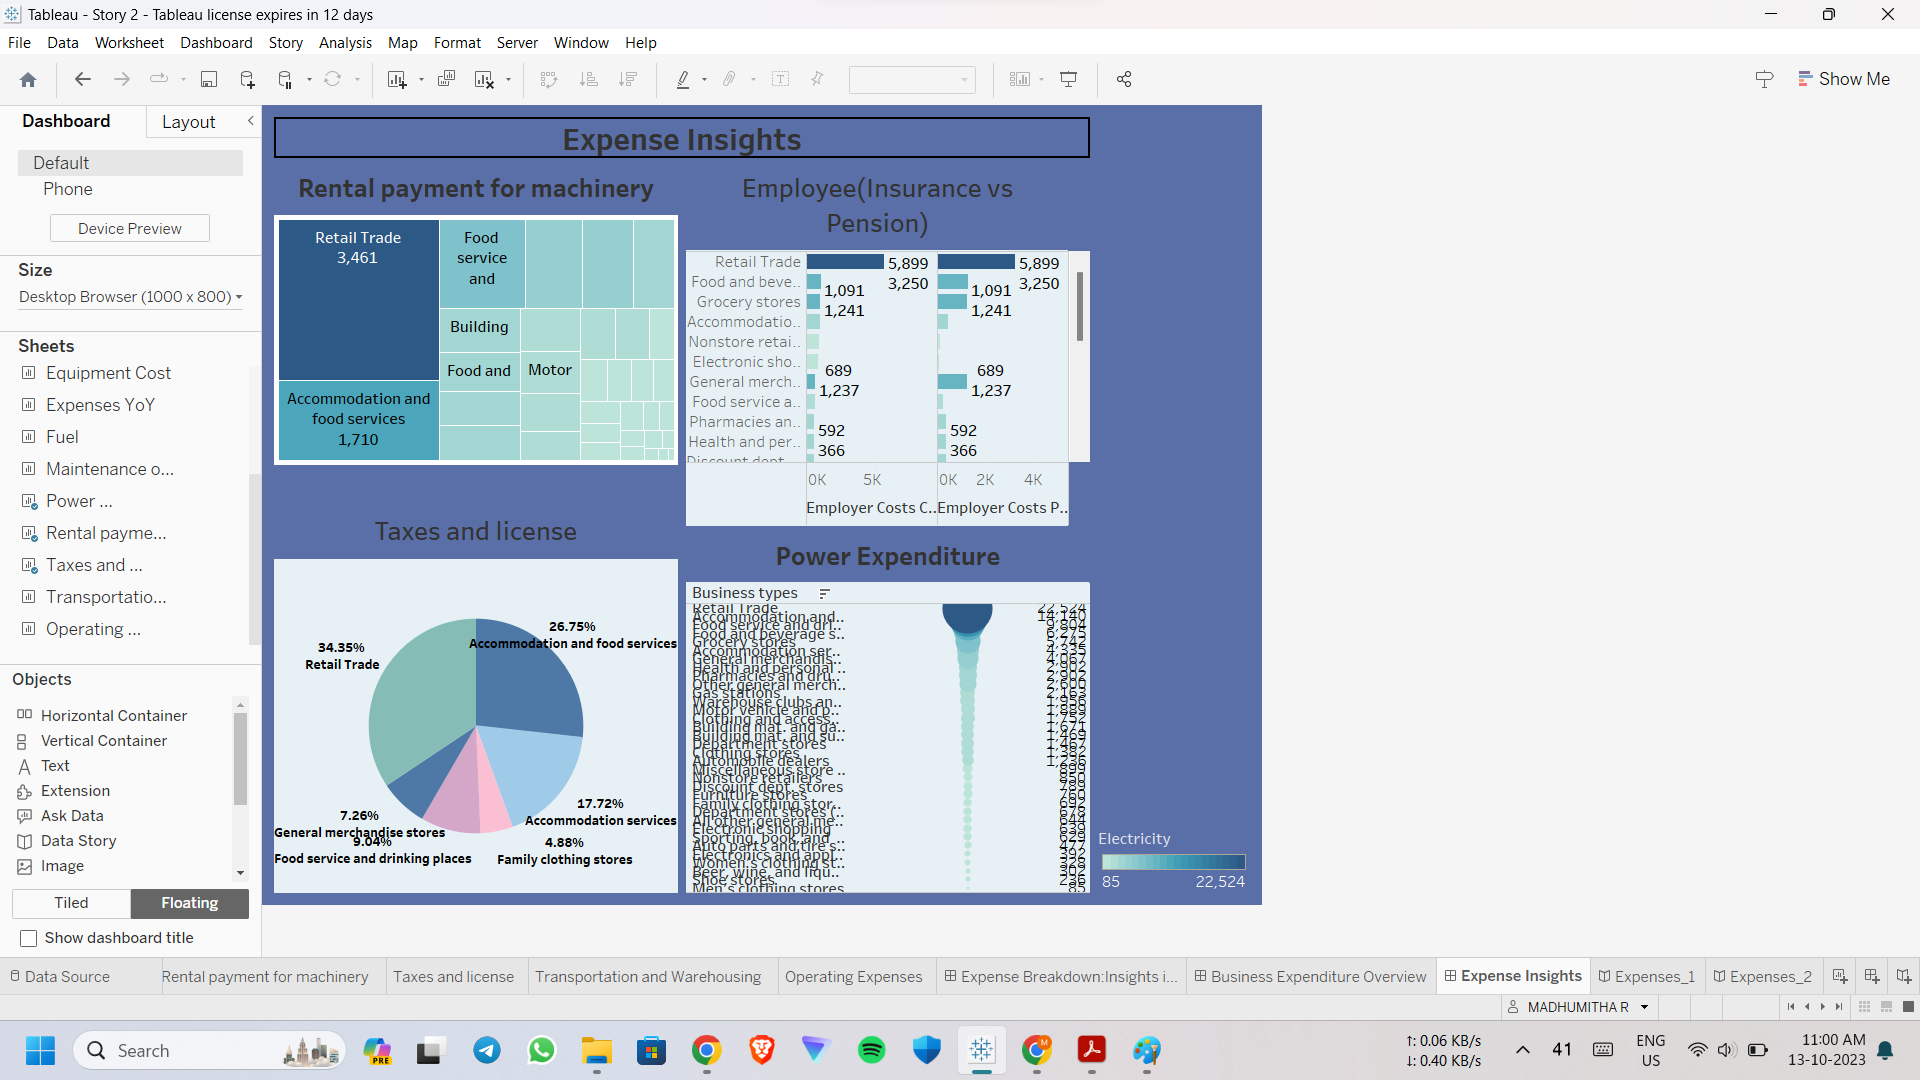 Tableau - Story 2 - Tableau license expires in 12 days
File Data Worksheet Dashboard Story Analysis Map Format Server Window Help
Show Me
Dashboard
Layout
Default
Phone
Device Preview
Size
Desktop Browser (1000 x 800)
Sheets
Equipment Cost
Expenses YoY
Fuel
Maintenance o...
Power ...
Rental payme...
Taxes and ...
Transportatio...
Operating ...
Objects
Horizontal Container
Vertical Container
Text
Extension
Ask Data
Data Story
Image
Tiled
Floating
Show dashboard title
Expense Insights
Rental payment for machinery
Retail Trade
3,461
Food
service
and
Building
Food and
Motor
Accommodation and
food services
1,710
Employee(Insurance vs
Pension)
Retail Trade
Food and beve..
Grocery stores
Accommodatio..
Nonstore retai..
Electronic sho..
General merch..
Food service a..
Pharmacies an..
Health and per..
Discount dept
5,899
3,250
1,091
1,241
689
1,237
592
366
5,899
3,250
1,091
1,241
689
1,237
592
366
0K 5K
0K 2K 4K
Employer Costs C..
Employer Costs P..
Taxes and license
26.75%
Accommodation and food services
34.35%
Retail Trade
17.72%
Accommodation services
7.26%
General merchandise stores
9.04%
Food service and drinking places
4.88%
Family clothing stores
Power Expenditure
Business types
Retail Trade 22,524
Accommodation and.. 14,140
Food service and dri.. 9,804
Food and beverage s.. 6,275
Grocery stores 5,742
Accommodation ser.. 4,335
General merchandis.. 4,067
Health and personal .. 2,902
Pharmacies and dru.. 2,902
Other general merch.. 2,600
Gas stations 2,163
Warehouse clubs an.. 1,956
Motor vehicle and p.. 1,889
Clothing and access.. 1,752
Building mat. and ga.. 1,671
Building mat. and su.. 1,469
Department stores 1,467
Clothing stores 1,382
Automobile dealers 1,236
Miscellaneous store .. 899
Nonstore retailers 850
Discount dept. stores 789
Furniture stores 760
Family clothing stor.. 692
Department stores (.. 678
All other general me.. 644
Electronic shopping 639
Sporting, book, and 629
Auto parts and tire s.. 477
Electronics and appl.. 392
Women's clothing st.. 328
Beer, wine, and liqu.. 302
Shoe stores 236
Men's clothing stores 85
Electricity
85 22,524
Data Source
Rental payment for machinery
Taxes and license
Transportation and Warehousing
Operating Expenses
Expense Breakdown:Insights i...
Business Expenditure Overview
Expense Insights
Expenses_1
Expenses_2
MADHUMITHA R
Search
PRE
M
↑: 0.06 KB/s
↓: 0.40 KB/s
41
ENG
US
11:00 AM
13-10-2023